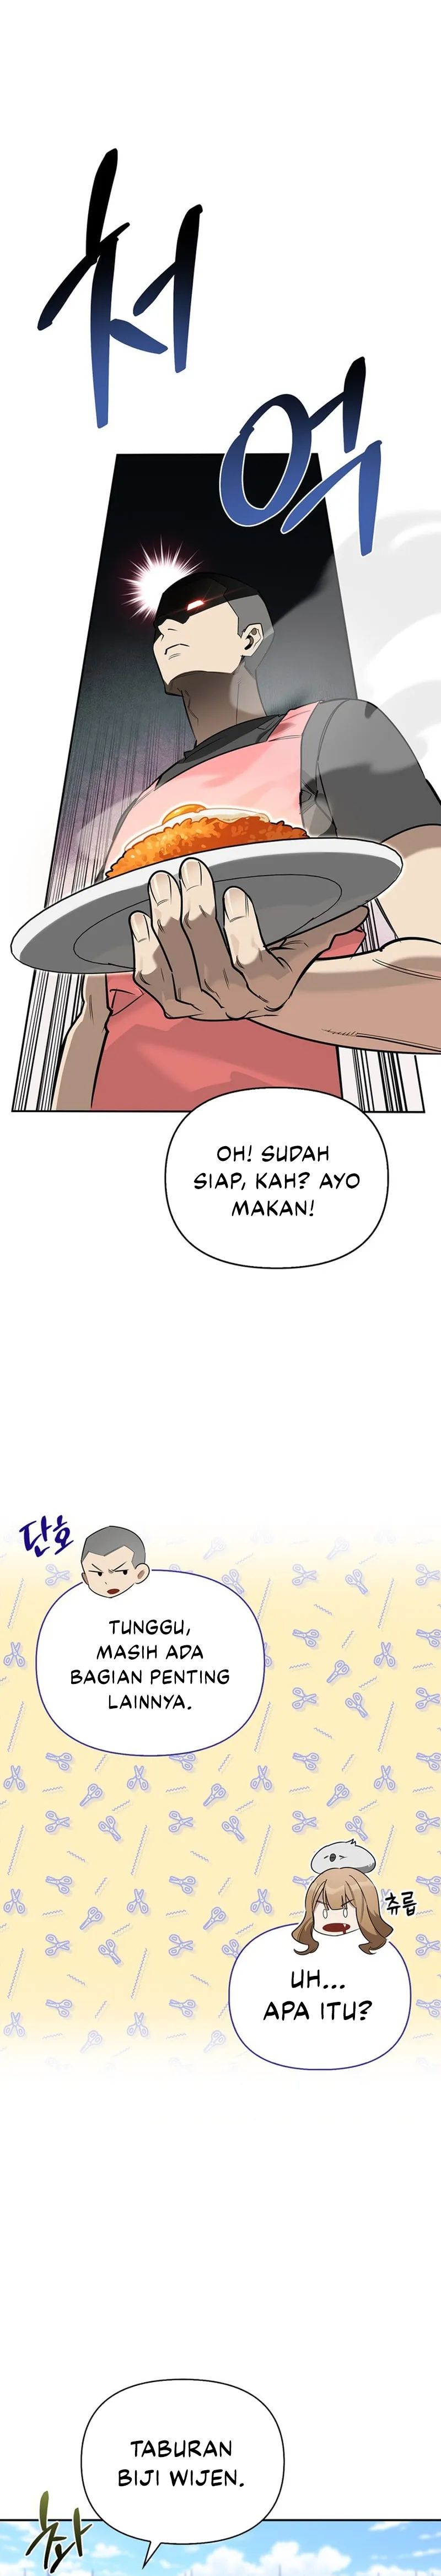 처
억
OH! SUDAH
SIAP, KAH? AYO
MAKAN!
단호
TUNGGU,
MASIH ADA
BAGIAN PENTING
LAINNYA.
츄릅
UH...
APA ITU?
TABURAN
BIJI WIJEN.
촤